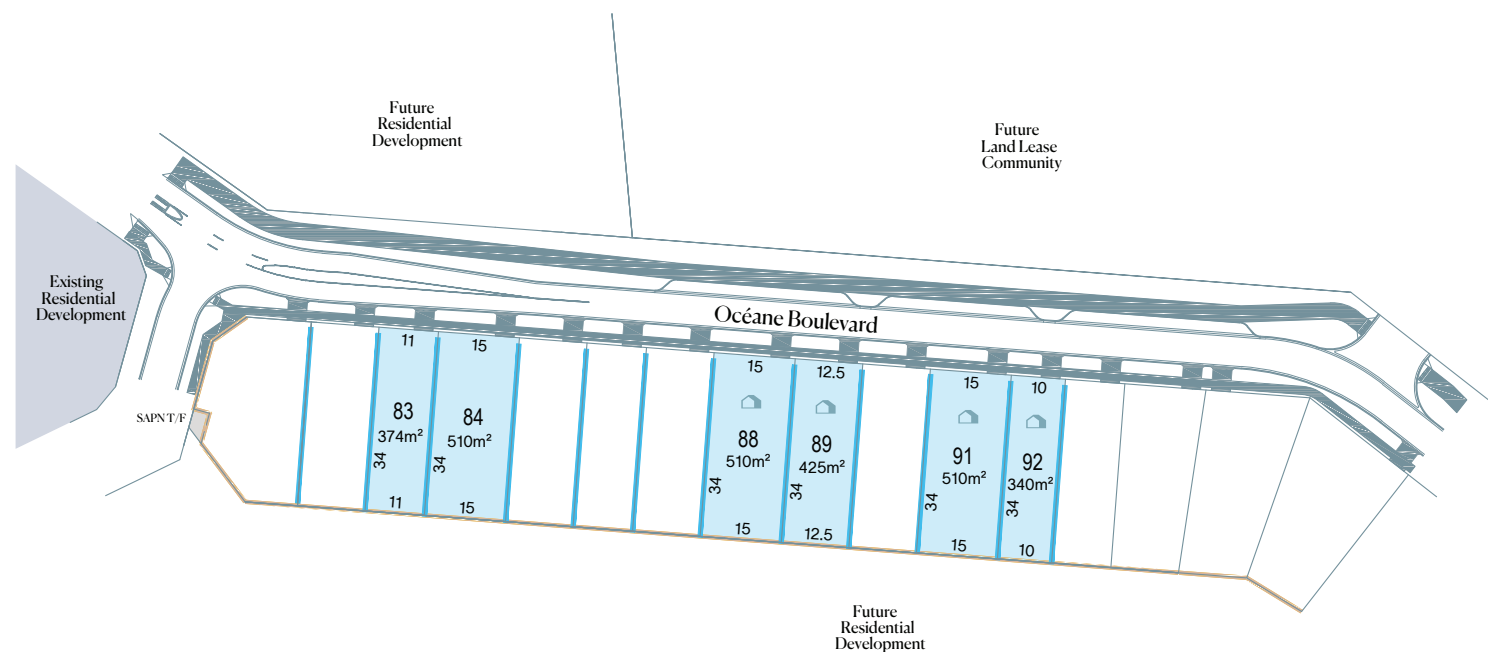 Future
Residential
Development
Future
Land Lease
Community
Existing
Residential
Development
Océane Boulevard
SAPN T/F
11
83
374m²
34
11
15
84
510m²
34
15
15
88
510m²
34
15
12.5
89
425m²
34
12.5
15
91
510m²
34
15
10
92
340m²
34
10
Future
Residential
Development